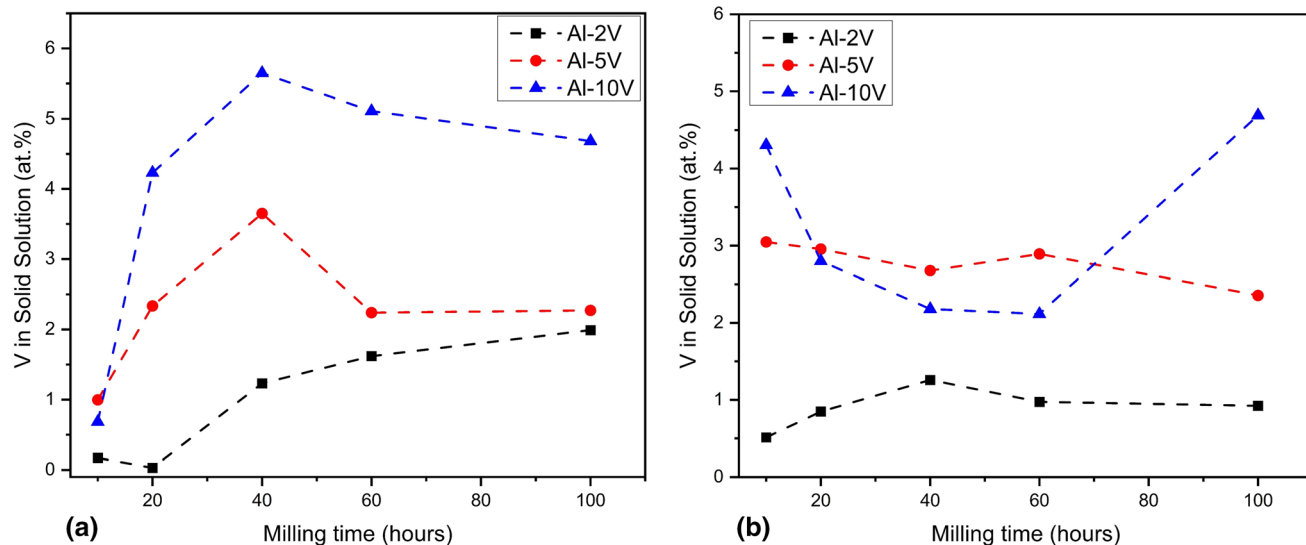 Al-2V
Al-5V
Al-10V
6
5
4
3
2
1
0
V in Solid Solution (at.%)
20
40
60
80
100
Milling time (hours)
(a)
Al-2V
Al-5V
Al-10V
6
5
4
3
2
1
0
V in Solid Solution (at.%)
20
40
60
80
100
Milling time (hours)
(b)